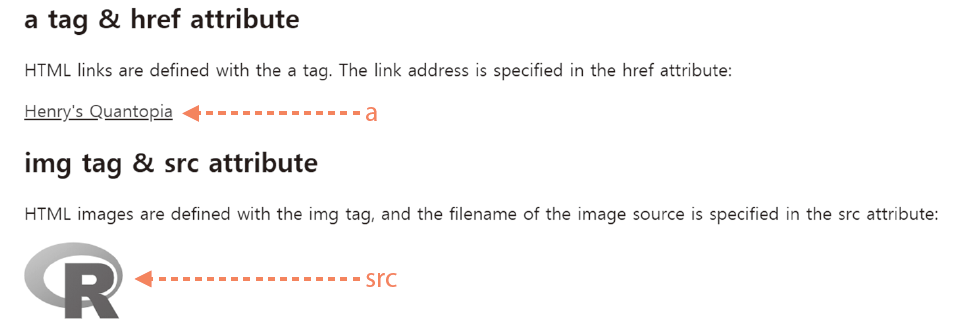 a tag & href attribute
HTML links are defined with the a tag. The link address is specified in the href attribute:
Henry's Quantopia
a
img tag & src attribute
HTML images are defined with the img tag, and the filename of the image source is specified in the src attribute:
R
src